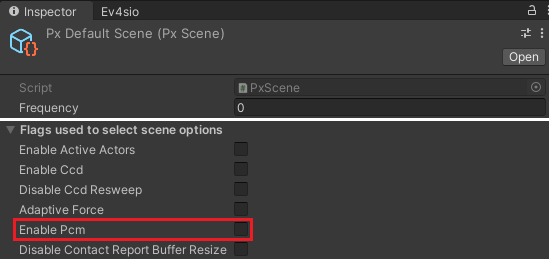 Inspector Ev4sio
Px Default Scene (Px Scene)
Open
Script PxScene
Frequency 0
Flags used to select scene options
Enable Active Actors
Enable Ccd
Disable Ccd Resweep
Adaptive Force
Enable Pcm
Disable Contact Report Buffer Resize